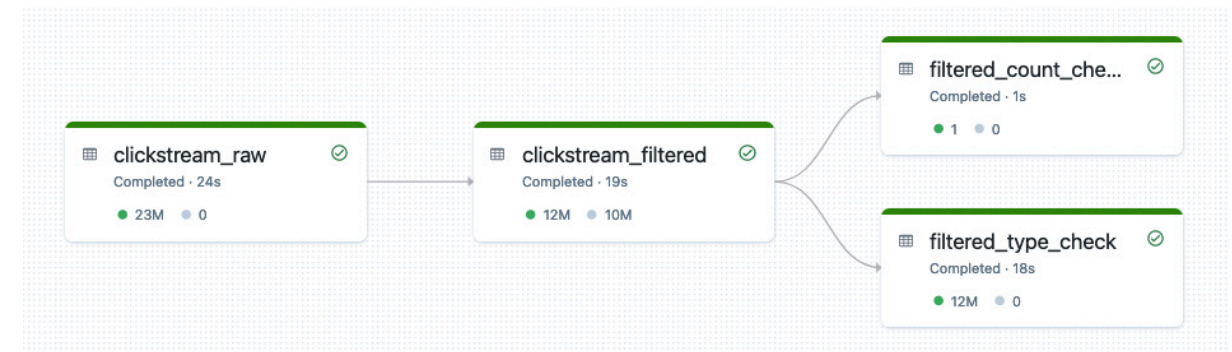 clickstream_raw
Completed · 24s
23M 0
clickstream_filtered
Completed · 19s
12M 10M
filtered_count_che...
Completed · 1s
1 0
filtered_type_check
Completed · 18s
12M 0